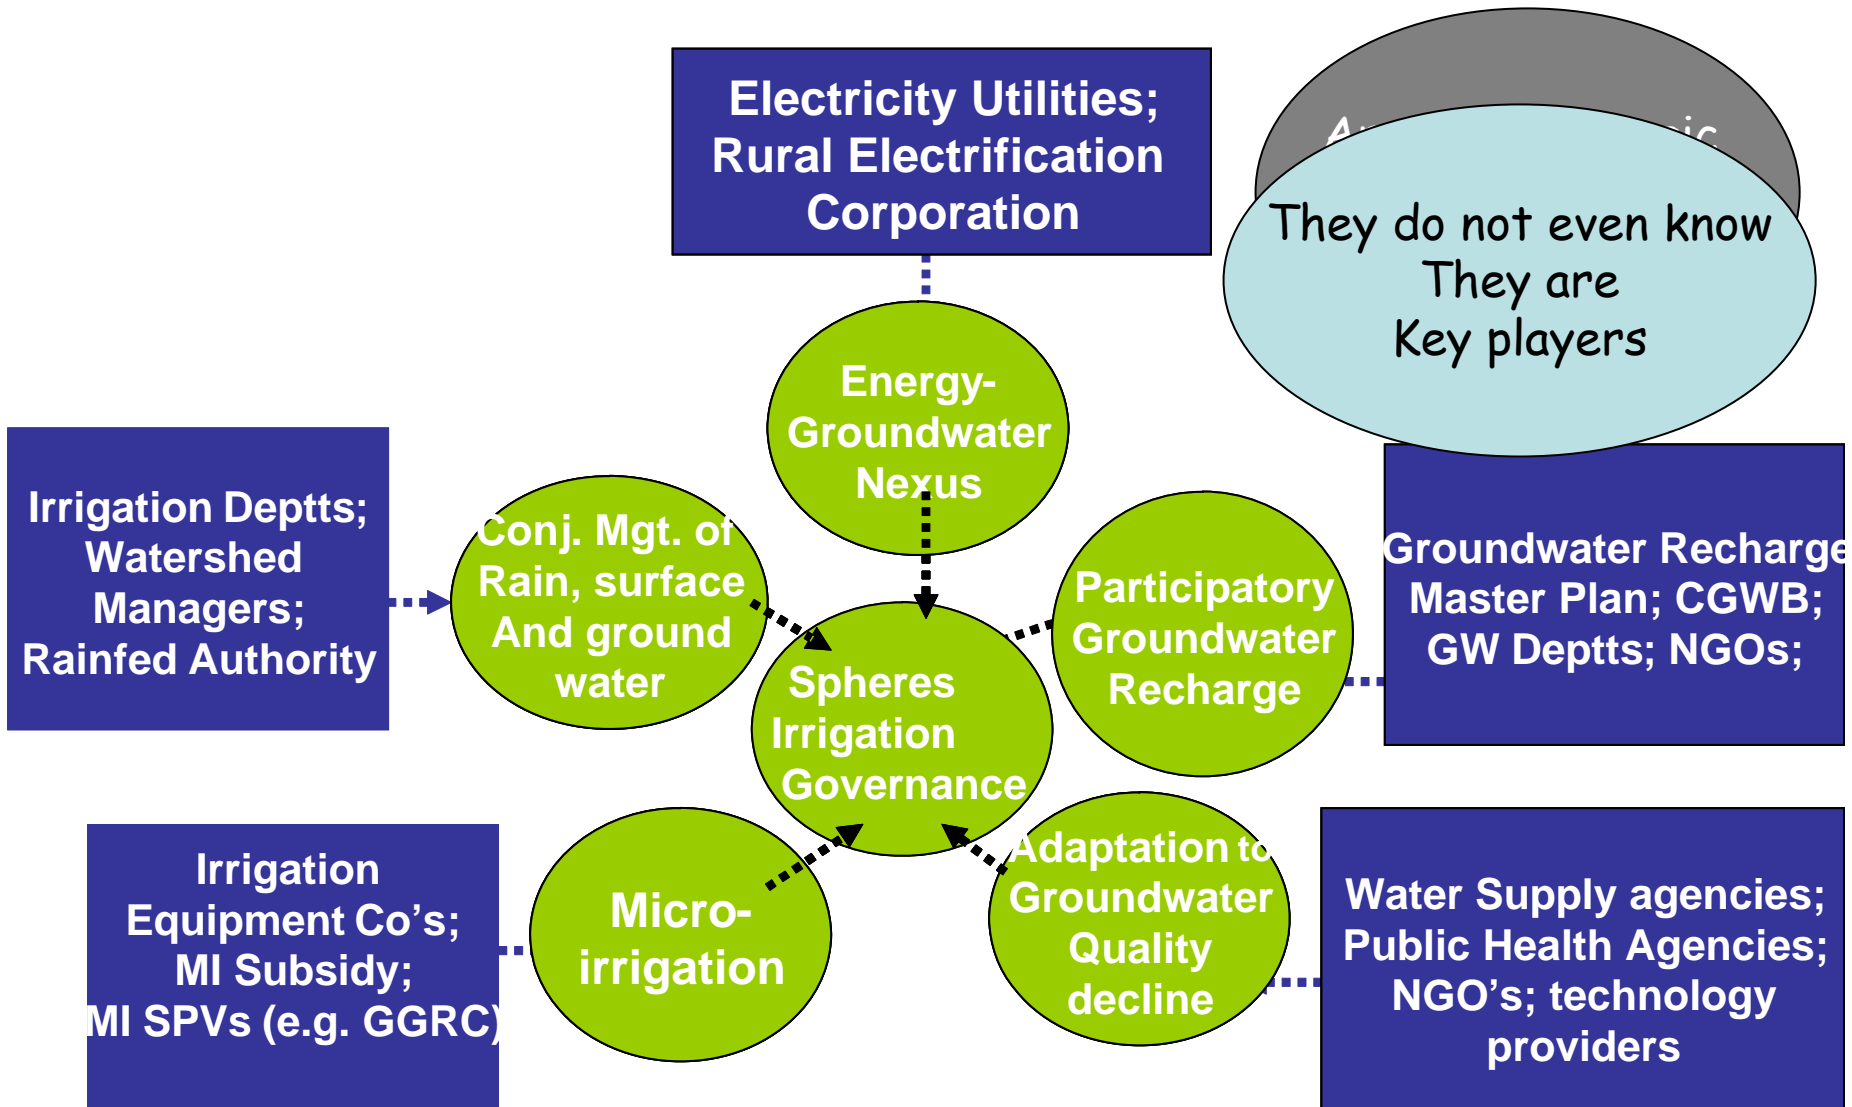 Electricity Utilities;
Rural Electrification
Corporation
They do not even know
They are
Key players
Energy-
Groundwater
Nexus
Irrigation Deptts;
Watershed
Managers;
Rainfed Authority
Conj. Mgt. of
Rain, surface
And ground
water
Participatory
Groundwater
Recharge
Groundwater Recharge
Master Plan; CGWB;
GW Deptts; NGOs;
Spheres
Irrigation
Governance
Irrigation
Equipment Co's;
MI Subsidy;
MI SPVs (e.g. GGRC)
Micro-
irrigation
Adaptation to
Groundwater
Quality
decline
Water Supply agencies;
Public Health Agencies;
NGO's; technology
providers